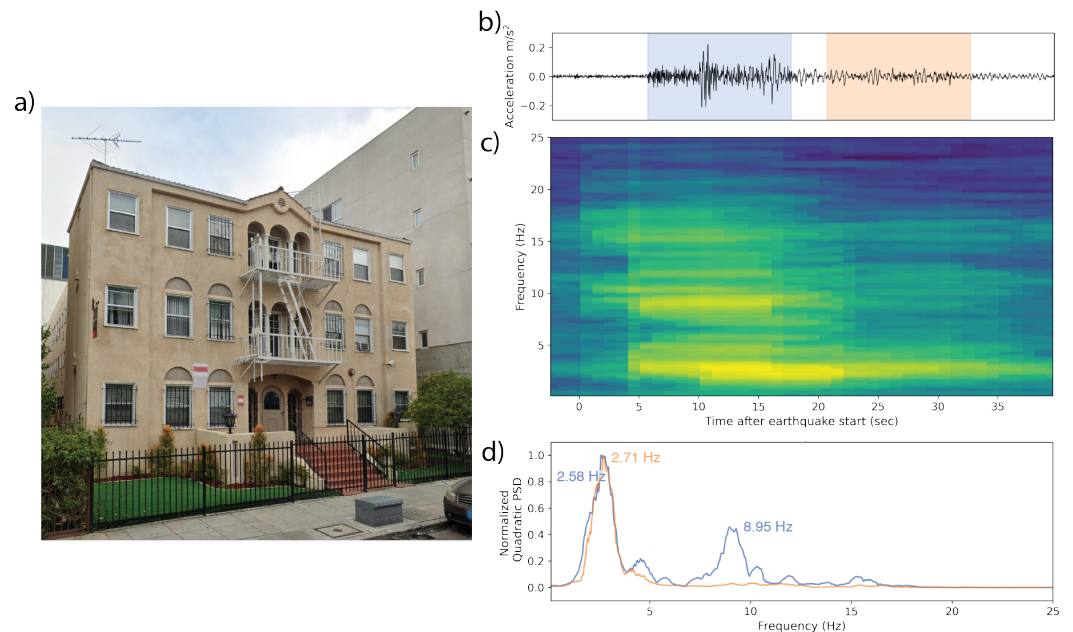 a)
b)
Acceleration m/s²
0.2
0.0
−0.2
c)
Frequency (Hz)
25
20
15
10
5
0 5 10 15 20 25 30 35
Time after earthquake start (sec)
d)
Normalized
Quadratic PSD
1.0
0.8
0.6
0.4
0.2
0.0
2.58 Hz
2.71 Hz
8.95 Hz
5 10 15 20 25
Frequency (Hz)